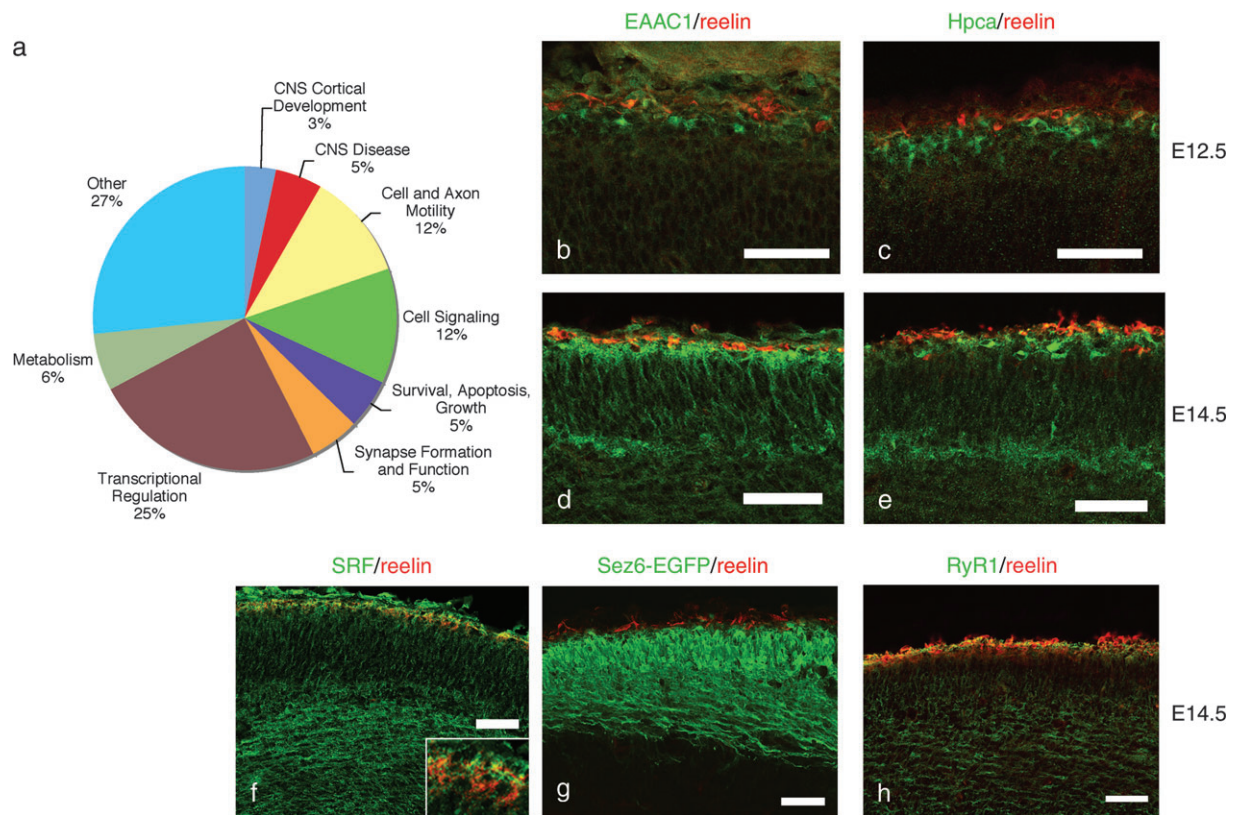 a
CNS Cortical
Development
3%
CNS Disease
5%
Cell and Axon
Motility
12%
Cell Signaling
12%
Survival, Apoptosis,
Growth
5%
Synapse Formation
and Function
5%
Transcriptional
Regulation
25%
Metabolism
6%
Other
27%
EAAC1/reelin
Hpca/reelin
b
c
E12.5
d
e
E14.5
SRF/reelin
Sez6-EGFP/reelin
RyR1/reelin
f
g
h
E14.5